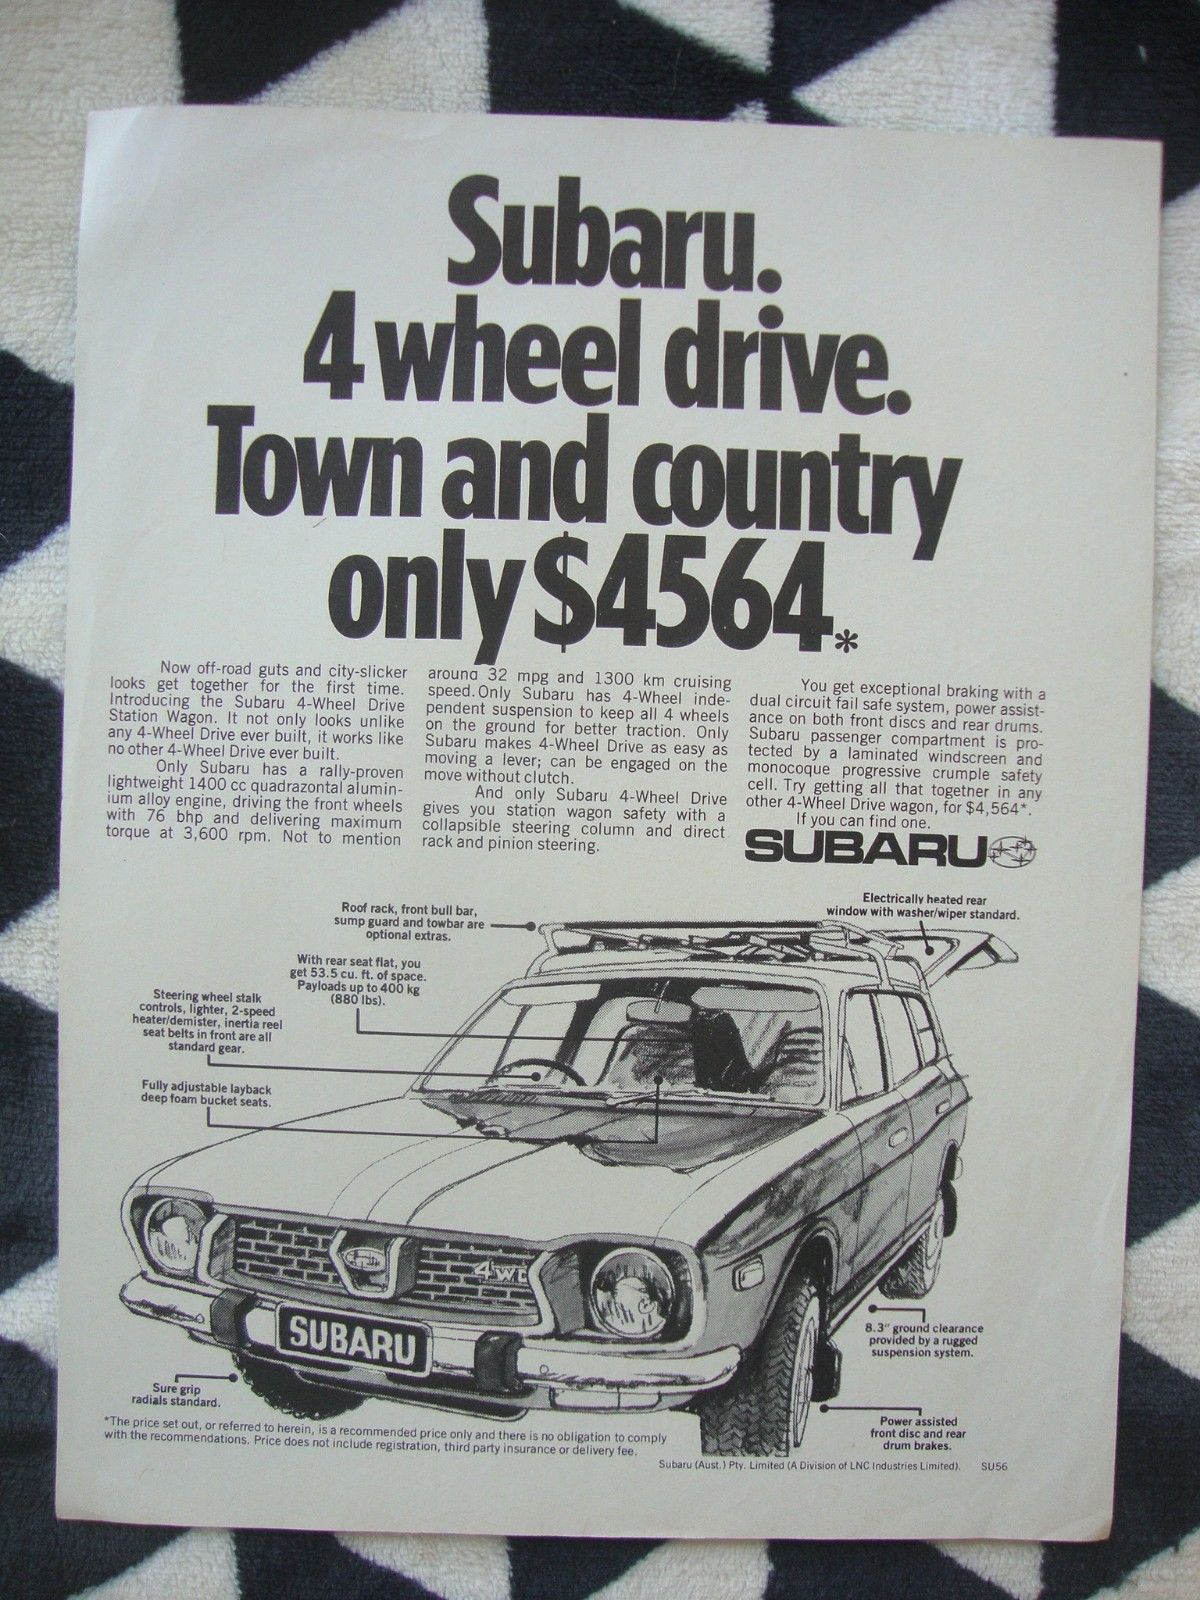 Subaru.
4 wheel drive.
Town and country
only $4564.*
Now off-road guts and city-slicker
looks get together for the first time.
Introducing the Subaru 4-Wheel Drive
Station Wagon. It not only looks unlike
any 4-Wheel Drive ever built, it works like
no other 4-Wheel Drive ever built.
Only Subaru has a rally-proven
lightweight 1400 cc quadrazontal alumin-
ium alloy engine, driving the front wheels
with 76 bhp and delivering maximum
torque at 3,600 rpm. Not to mention
around 32 mpg and 1300 km cruising
speed. Only Subaru has 4-Wheel inde-
pendent suspension to keep all 4 wheels
on the ground for better traction. Only
Subaru makes 4-Wheel Drive as easy as
moving a lever; can be engaged on the
move without clutch.
And only Subaru 4-Wheel Drive
gives you station wagon safety with a
collapsible steering column and direct
rack and pinion steering.
You get exceptional braking with a
dual circuit fail safe system, power assist-
ance on both front discs and rear drums.
Subaru passenger compartment is pro-
tected by a laminated windscreen and
monocoque progressive crumple safety
cell. Try getting all that together in any
other 4-Wheel Drive wagon, for $4,564*.
If you can find one.
SUBARU
Roof rack, front bull bar,
sump guard and towbar are
optional extras.
Electrically heated rear
window with washer/wiper standard.
With rear seat flat, you
get 53.5 cu. ft. of space.
Payloads up to 400 kg
(880 lbs).
Steering wheel stalk
controls, lighter, 2-speed
heater/demister, inertia reel
seat belts in front are all
standard gear.
Fully adjustable layback
deep foam bucket seats.
4WD
SUBARU
8.3" ground clearance
provided by a rugged
suspension system.
Sure grip
radials standard.
Power assisted
front disc and rear
drum brakes.
*The price set out, or referred to herein, is a recommended price only and there is no obligation to comply
with the recommendations. Price does not include registration, third party insurance or delivery fee.
Subaru (Aust.) Pty. Limited (A Division of LNC Industries Limited). SU56